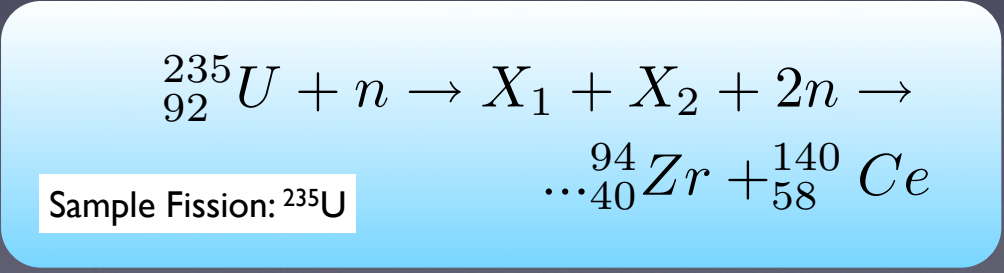 ²³⁵₉₂U + n → X₁ + X₂ + 2n →
...⁹⁴₄₀Zr +¹⁴⁰₅₈ Ce
Sample Fission: ²³⁵U